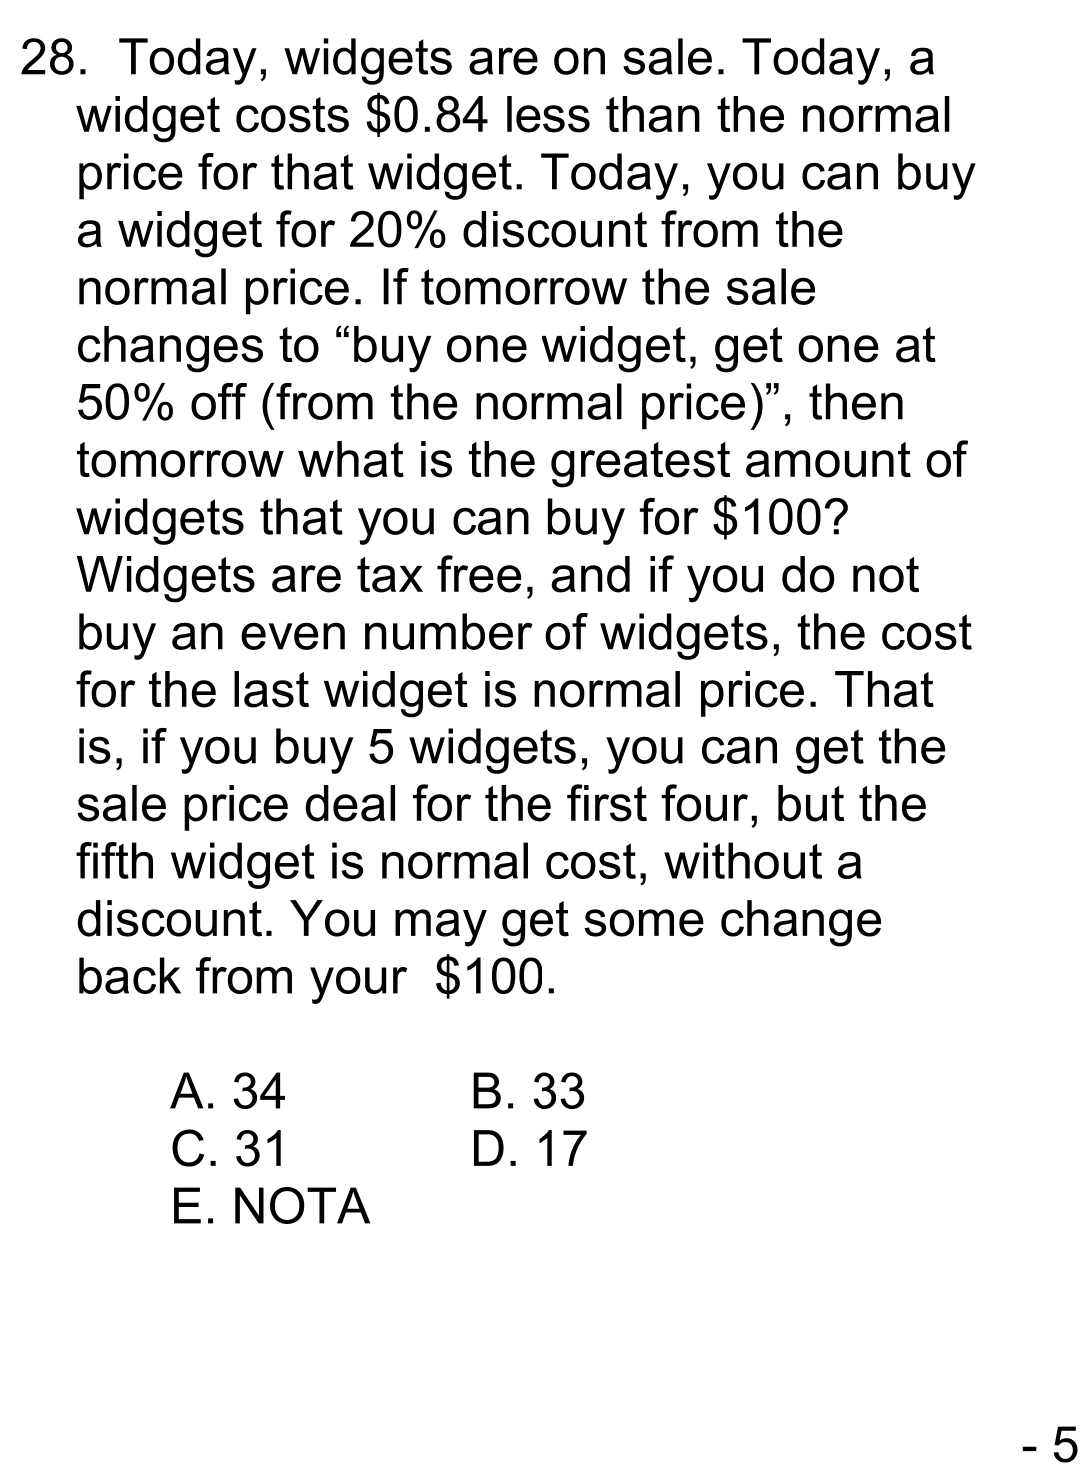 28.  Today, widgets are on sale. Today, a
widget costs $0.84 less than the normal
price for that widget. Today, you can buy
a widget for 20% discount from the
normal price. If tomorrow the sale
changes to “buy one widget, get one at
50% off (from the normal price)”, then
tomorrow what is the greatest amount of
widgets that you can buy for $100?
Widgets are tax free, and if you do not
buy an even number of widgets, the cost
for the last widget is normal price. That
is, if you buy 5 widgets, you can get the
sale price deal for the first four, but the
fifth widget is normal cost, without a
discount. You may get some change
back from your  $100.
A. 34 B. 33
C. 31 D. 17
E. NOTA
- 5